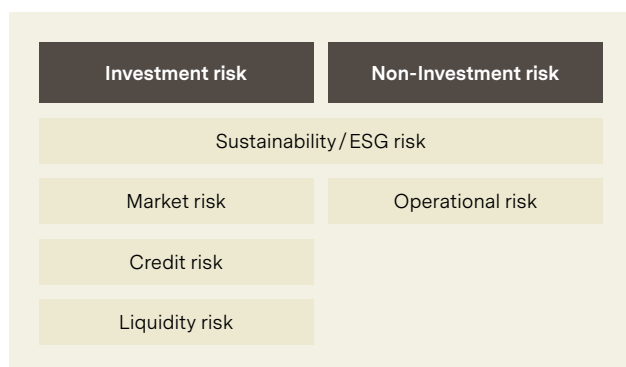 Investment risk
Non-Investment risk
Sustainability / ESG risk
Market risk
Operational risk
Credit risk
Liquidity risk